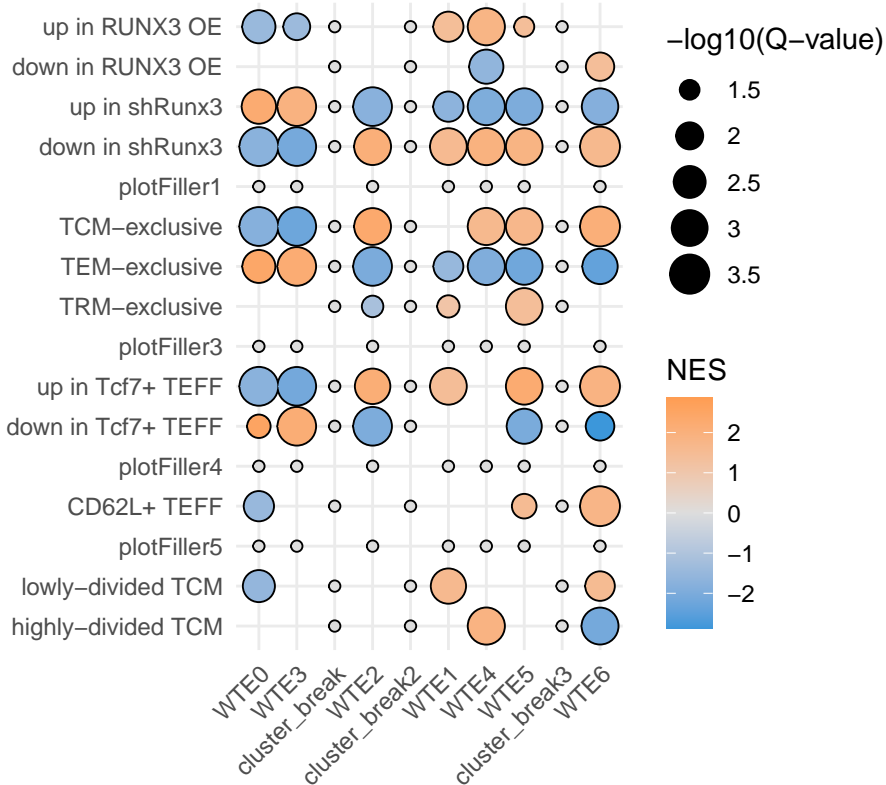 up in RUNX3 OE
down in RUNX3 OE
up in shRunx3
down in shRunx3
plotFiller1
TCM−exclusive
TEM−exclusive
TRM−exclusive
plotFiller3
up in Tcf7+ TEFF
down in Tcf7+ TEFF
plotFiller4
CD62L+ TEFF
plotFiller5
lowly−divided TCM
highly−divided TCM
WTE0
WTE3
cluster_break
WTE2
cluster_break2
WTE1
WTE4
WTE5
cluster_break3
WTE6
−log10(Q−value)
1.5
2
2.5
3
3.5
NES
2
1
0
−1
−2